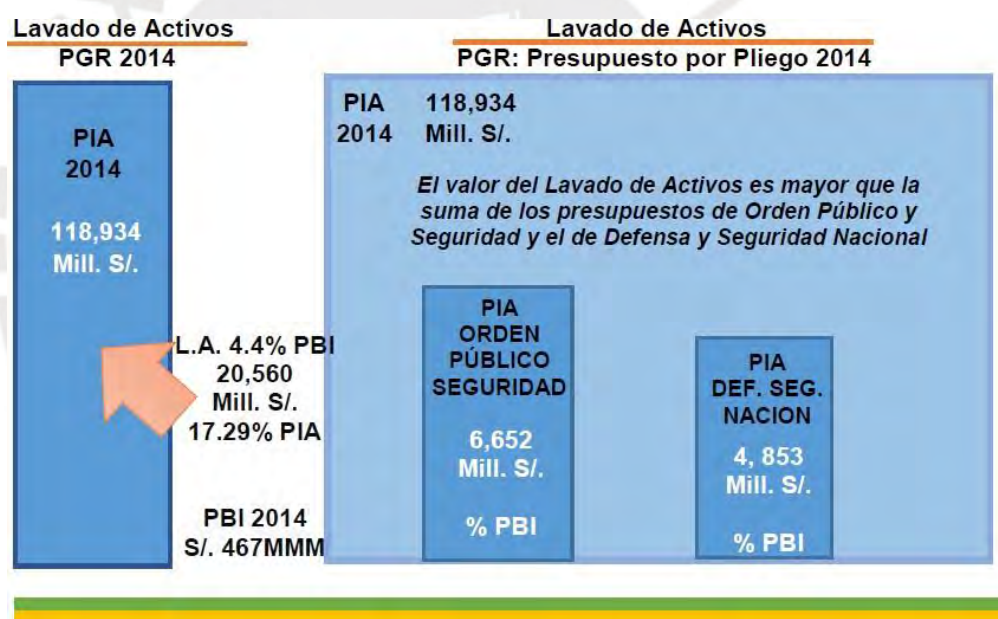 Lavado de Activos
PGR 2014
PIA
2014
118,934
Mill. S/.
L.A. 4.4% PBI
20,560
Mill. S/.
17.29% PIA
PBI 2014
S/. 467MMM
Lavado de Activos
PGR: Presupuesto por Pliego 2014
PIA 118,934
2014 Mill. S/.
El valor del Lavado de Activos es mayor que la
suma de los presupuestos de Orden Público y
Seguridad y el de Defensa y Seguridad Nacional
PIA
ORDEN
PÚBLICO
SEGURIDAD
6,652
Mill. S/.
% PBI
PIA
DEF. SEG.
NACION
4, 853
Mill. S/.
% PBI